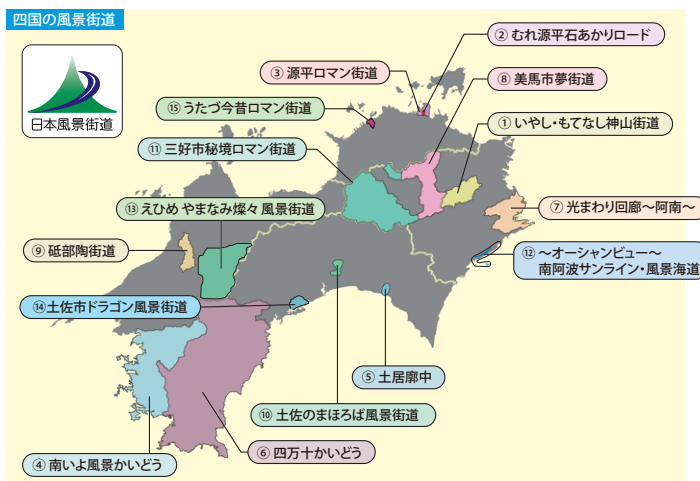 四国の風景街道
日本風景街道
② むれ源平石あかりロード
③ 源平ロマン街道
⑧ 美馬市夢街道
⑮ うたづ今昔ロマン街道
① いやし・もてなし神山街道
⑪ 三好市秘境ロマン街道
⑬ えひめ やまなみ燦々 風景街道
⑦ 光まわり回廊～阿南～
⑨ 砥部陶街道
⑫ ～オーシャンビュー～
南阿波サンライン・風景海道
⑭土佐市ドラゴン風景街道
⑤ 土居廓中
⑩ 土佐のまほろば風景街道
⑥ 四万十かいどう
④ 南いよ風景かいどう